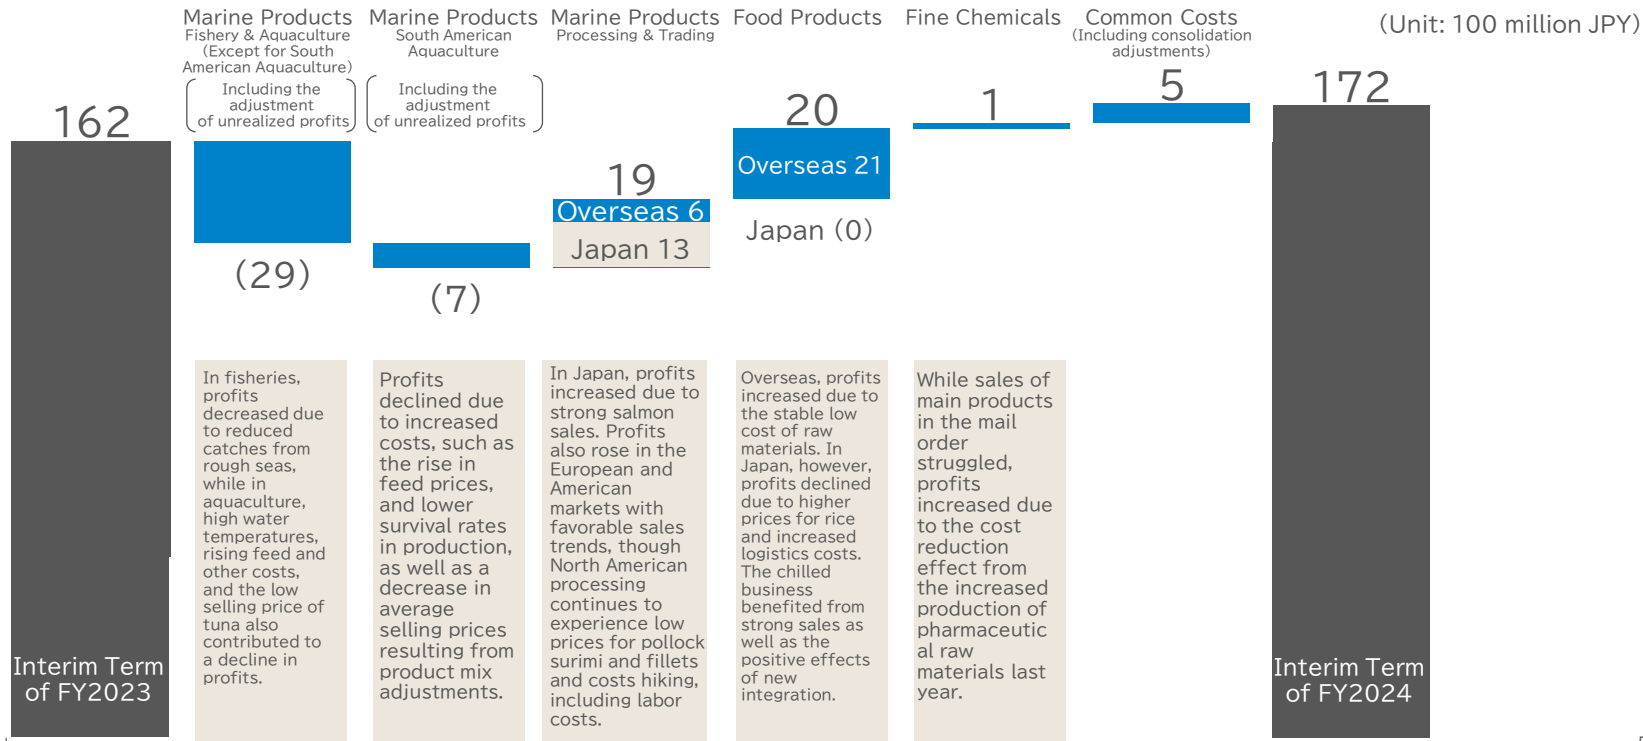 Marine Products
Fishery & Aquaculture
(Except for South
American Aquaculture)
Including the
adjustment
of unrealized profits
Marine Products
South American
Aquaculture
Including the
adjustment
of unrealized profits
Marine Products
Processing & Trading
Food Products
Fine Chemicals
Common Costs
(Including consolidation
adjustments)
(Unit: 100 million JPY)
162
(29)
(7)
19
Overseas 6
Japan 13
20
Overseas 21
Japan (0)
1
5
172
Interim Term
of FY2023
In fisheries,
profits
decreased due
to reduced
catches from
rough seas,
while in
aquaculture,
high water
temperatures,
rising feed and
other costs,
and the low
selling price of
tuna also
contributed to
a decline in
profits.
Profits
declined due
to increased
costs, such as
the rise in
feed prices,
and lower
survival rates
in production,
as well as a
decrease in
average
selling prices
resulting from
product mix
adjustments.
In Japan, profits
increased due to
strong salmon
sales. Profits
also rose in the
European and
American
markets with
favorable sales
trends, though
North American
processing
continues to
experience low
prices for pollock
surimi and fillets
and costs hiking,
including labor
costs.
Overseas, profits
increased due to
the stable low
cost of raw
materials. In
Japan, however,
profits declined
due to higher
prices for rice
and increased
logistics costs.
The chilled
business
benefited from
strong sales as
well as the
positive effects
of new
integration.
While sales of
main products
in the mail
order
struggled,
profits
increased due
to the cost
reduction
effect from
the increased
production of
pharmaceutic
al raw
materials last
year.
Interim Term
of FY2024